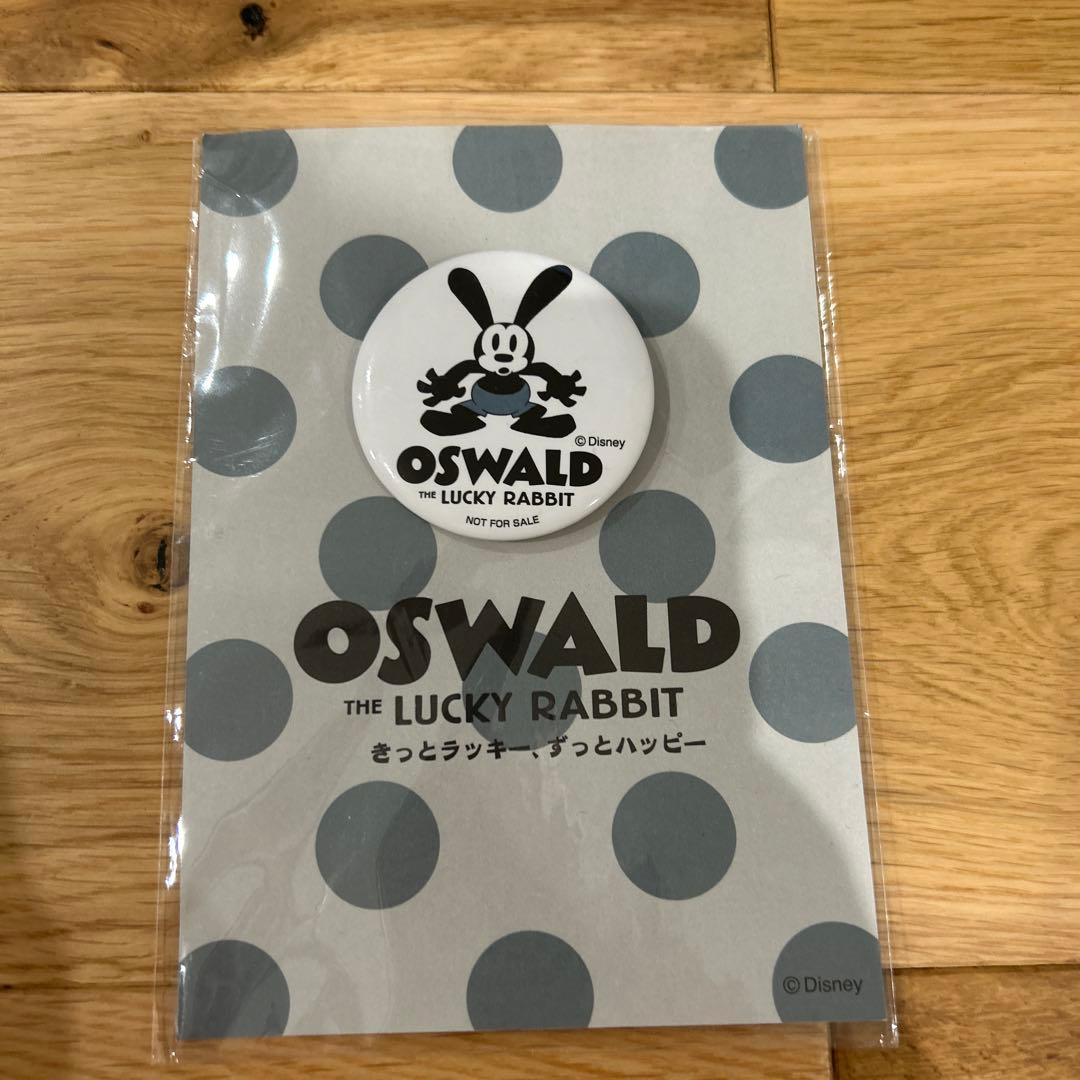 © Disney
OSWALD
THE LUCKY RABBIT
NOT FOR SALE
OSWALD
THE LUCKY RABBIT
きっとラッキー、ずっとハッピー
© Disney